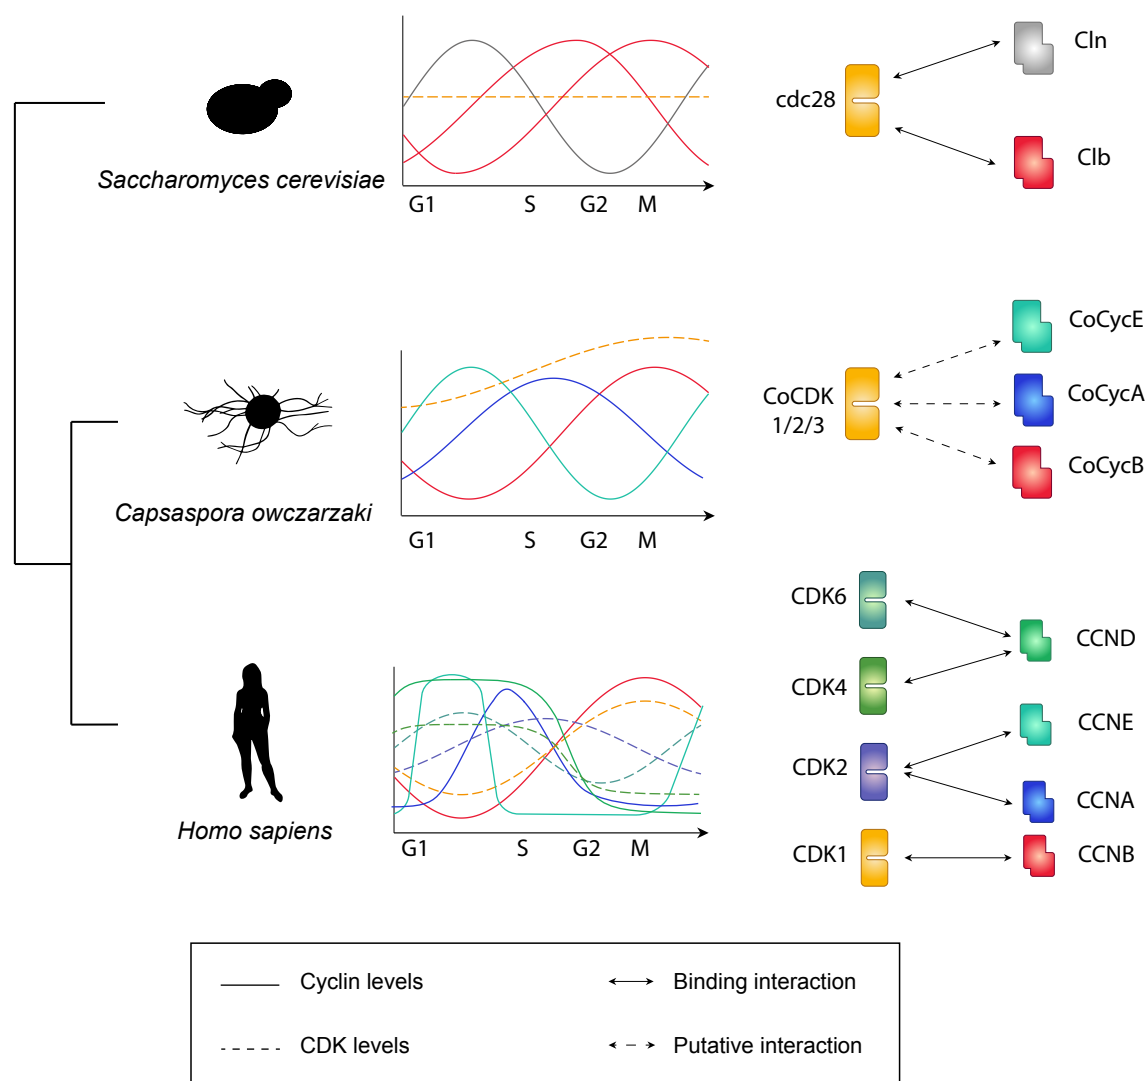 Saccharomyces cerevisiae
G1 S G2 M
cdc28
Cln
Clb
Capsaspora owczarzaki
G1 S G2 M
CoCDK
1/2/3
CoCycE
CoCycA
CoCycB
Homo sapiens
G1 S G2 M
CDK6
CDK4
CDK2
CDK1
CCND
CCNE
CCNA
CCNB
Cyclin levels
Binding interaction
CDK levels
Putative interaction